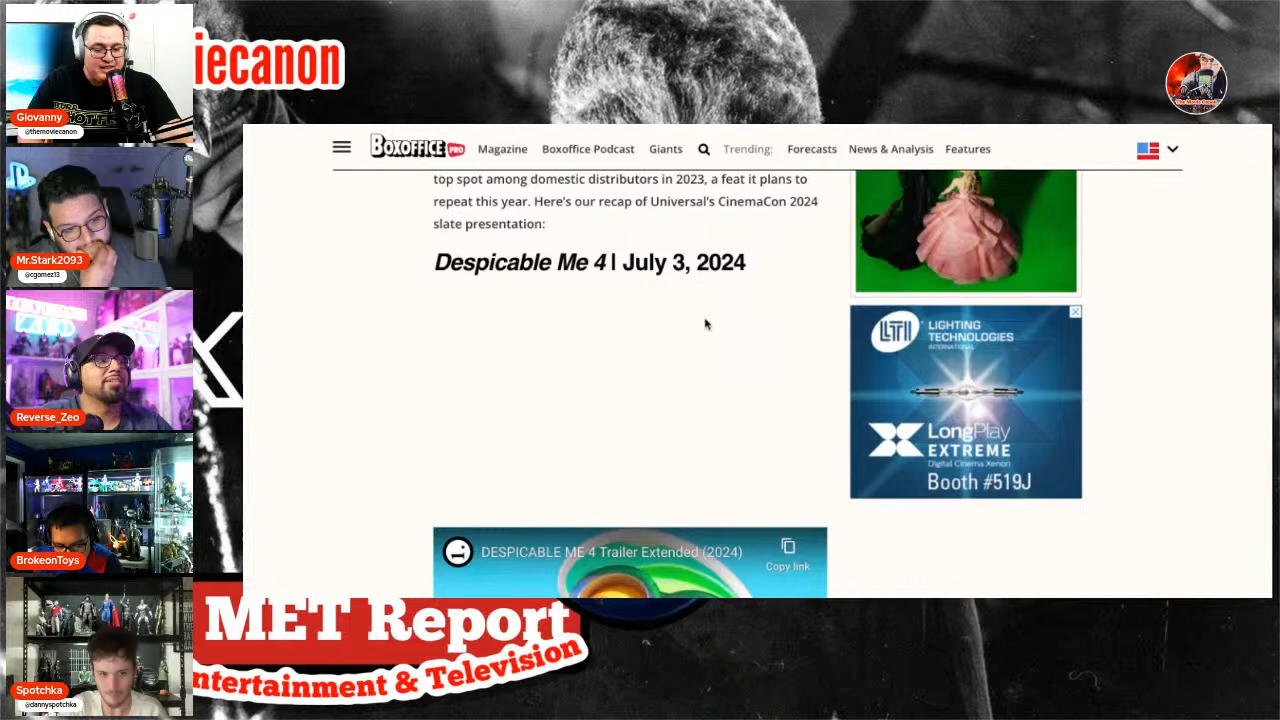 iecanon
Giovanny
@themoviecanon
Mr.Stark2093
@cgomez13
Reverse_Zeo
BrokeonToys
Spotchka
@dannyspotchka
BOXOFFICE PRO
Magazine
Boxoffice Podcast
Giants
Trending:
Forecasts
News & Analysis
Features
top spot among domestic distributors in 2023, a feat it plans to
repeat this year. Here's our recap of Universal's CinemaCon 2024
slate presentation:
Despicable Me 4 | July 3, 2024
DESPICABLE ME 4 Trailer Extended (2024)
Copy link
LTI
LIGHTING
TECHNOLOGIES
INTERNATIONAL
LongPlay
EXTREME
Digital Cinema Xenon
Booth #519J
MET Report
ntertainment & Television